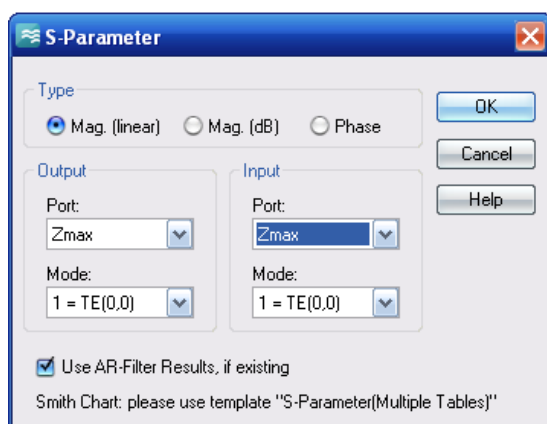 S-Parameter
Type
Mag. (linear) Mag. (dB) Phase
OK
Cancel
Help
Output
Port:
Zmax
Mode:
1 = TE(0,0)
Input
Port:
Zmax
Mode:
1 = TE(0,0)
Use AR-Filter Results, if existing
Smith Chart: please use template "S-Parameter(Multiple Tables)"